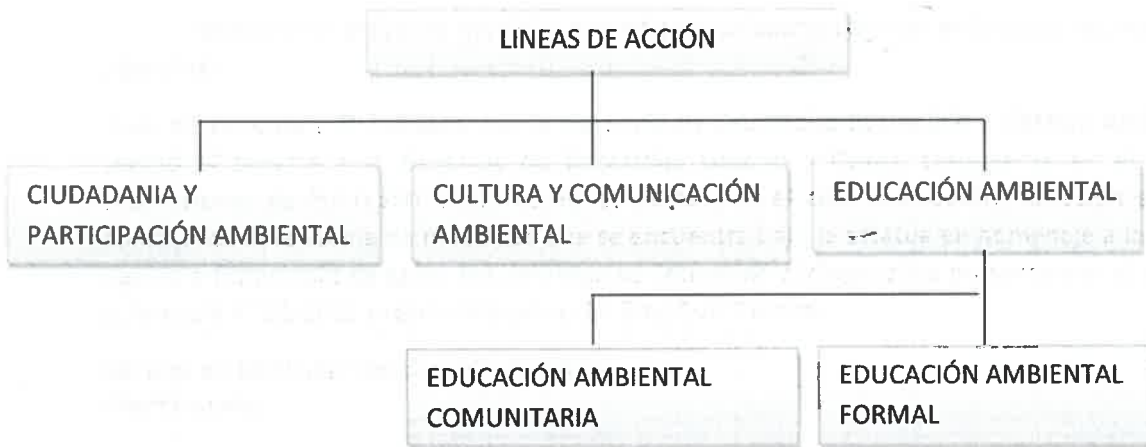 LINEAS DE ACCIÓN
CIUDADANIA Y
PARTICIPACIÓN AMBIENTAL
CULTURA Y COMUNICACIÓN
AMBIENTAL
EDUCACIÓN AMBIENTAL
EDUCACIÓN AMBIENTAL
COMUNITARIA
EDUCACIÓN AMBIENTAL
FORMAL